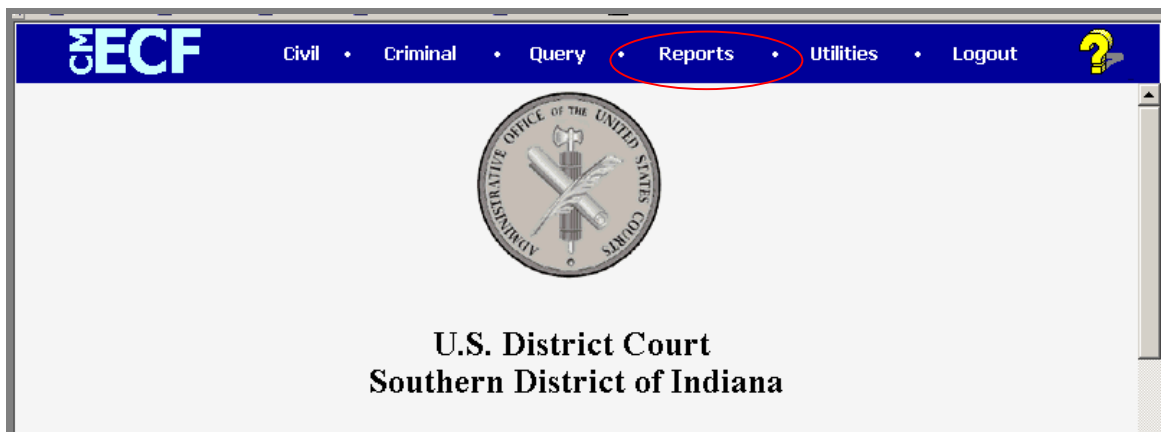 CM ECF Civil • Criminal • Query • Reports • Utilities • Logout ?
ADMINISTRATIVE OFFICE OF THE UNITED STATES COURTS
U.S. District Court
Southern District of Indiana